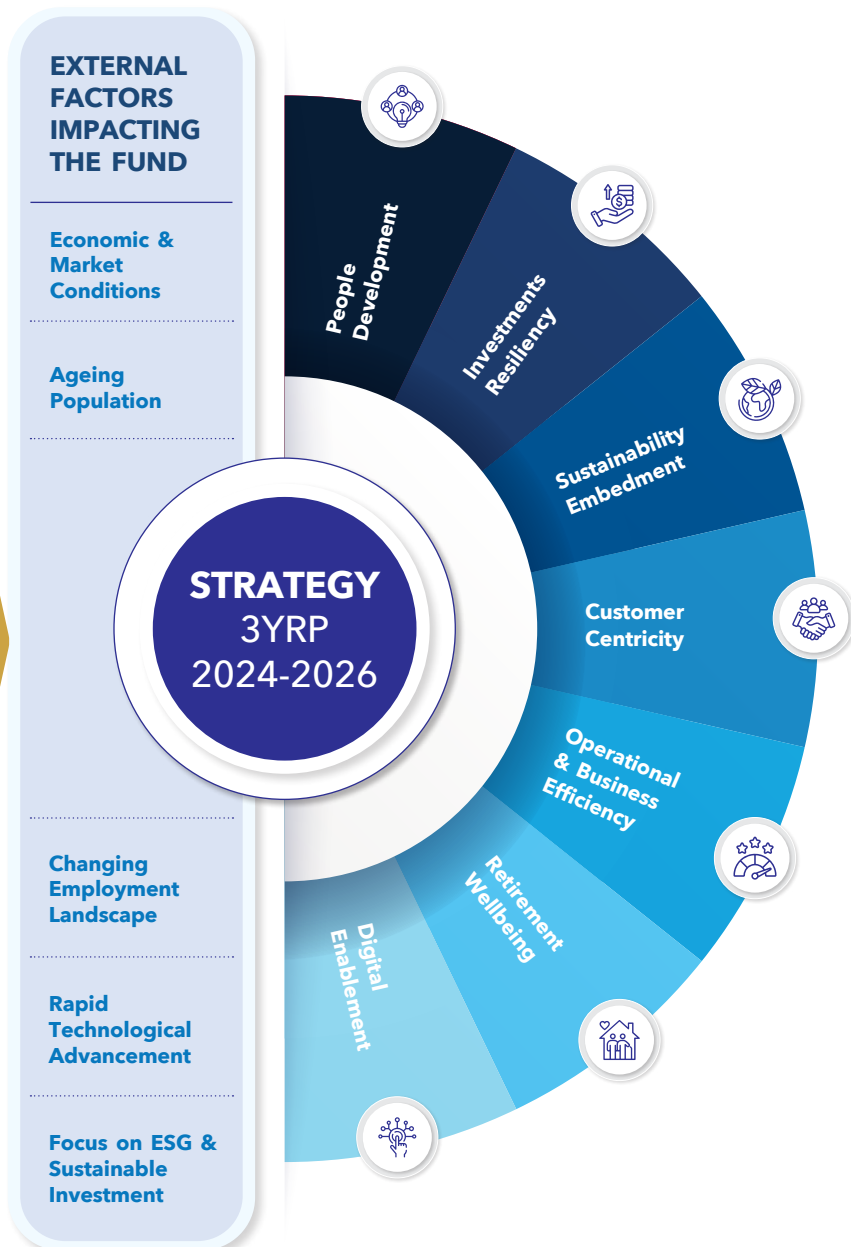 EXTERNAL
FACTORS
IMPACTING
THE FUND
Economic &
Market
Conditions
Ageing
Population
Changing
Employment
Landscape
Rapid
Technological
Advancement
Focus on ESG &
Sustainable
Investment
STRATEGY
3YRP
2024-2026
People
Development
Investments
Resiliency
Sustainability
Embedment
Customer
Centricity
Operational
& Business
Efficiency
Retirement
Wellbeing
Digital
Enablement